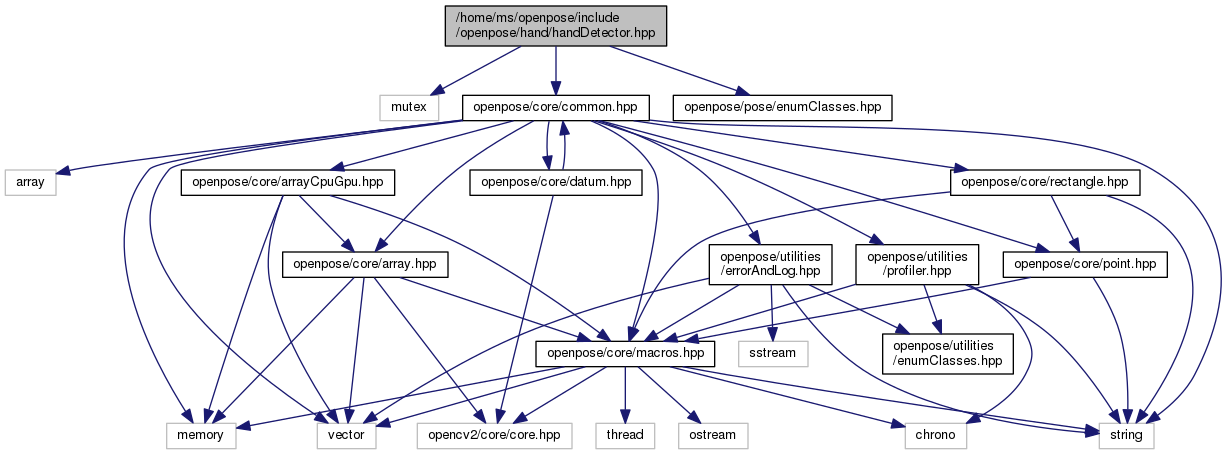 /home/ms/openpose/include
/openpose/hand/handDetector.hpp
mutex
openpose/core/common.hpp
openpose/pose/enumClasses.hpp
array
openpose/core/arrayCpuGpu.hpp
openpose/core/datum.hpp
openpose/core/rectangle.hpp
openpose/core/array.hpp
openpose/utilities
/errorAndLog.hpp
openpose/utilities
/profiler.hpp
openpose/core/point.hpp
openpose/core/macros.hpp
sstream
openpose/utilities
/enumClasses.hpp
memory
vector
opencv2/core/core.hpp
thread
ostream
chrono
string